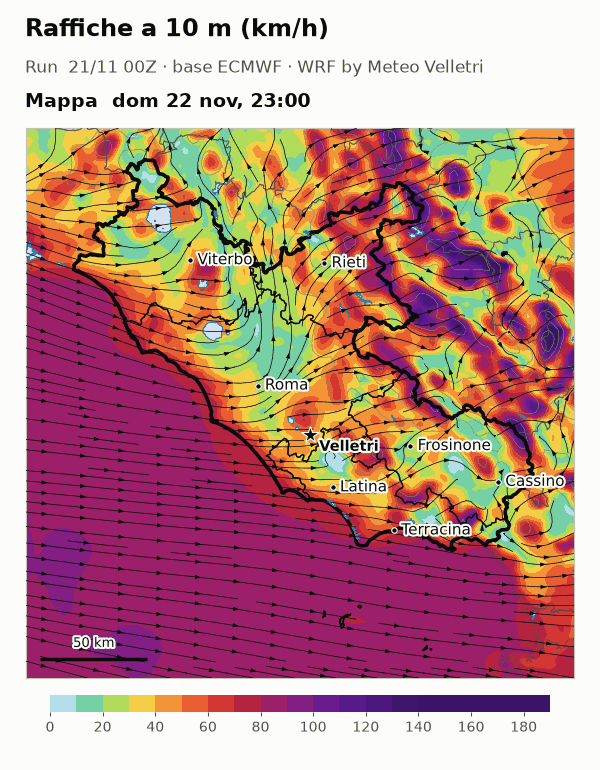 Raffiche a 10 m (km/h)
Run  21/11 00Z · base ECMWF · WRF by Meteo Velletri
Mappa  dom 22 nov, 23:00
Viterbo
Rieti
Roma
Velletri
Frosinone
Latina
Cassino
Terracina
50 km
0 20 40 60 80 100 120 140 160 180